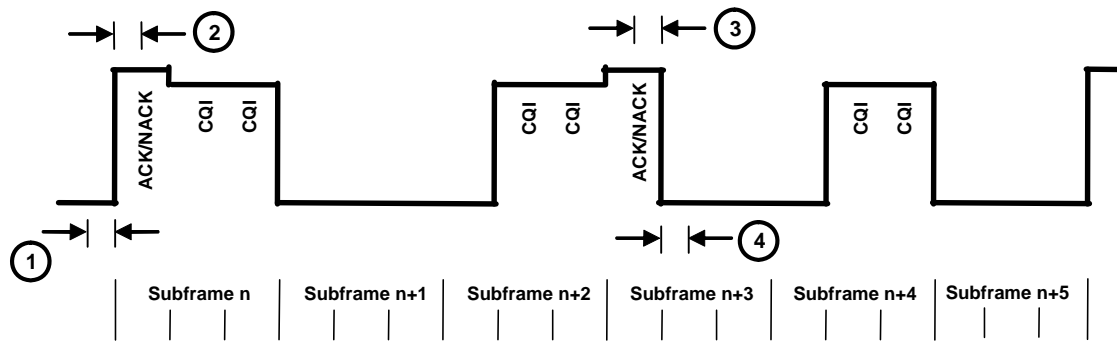 2
3
ACK/NACK
CQI
CQI
CQI
CQI
ACK/NACK
CQI
CQI
1
4
Subframe n
Subframe n+1
Subframe n+2
Subframe n+3
Subframe n+4
Subframe n+5